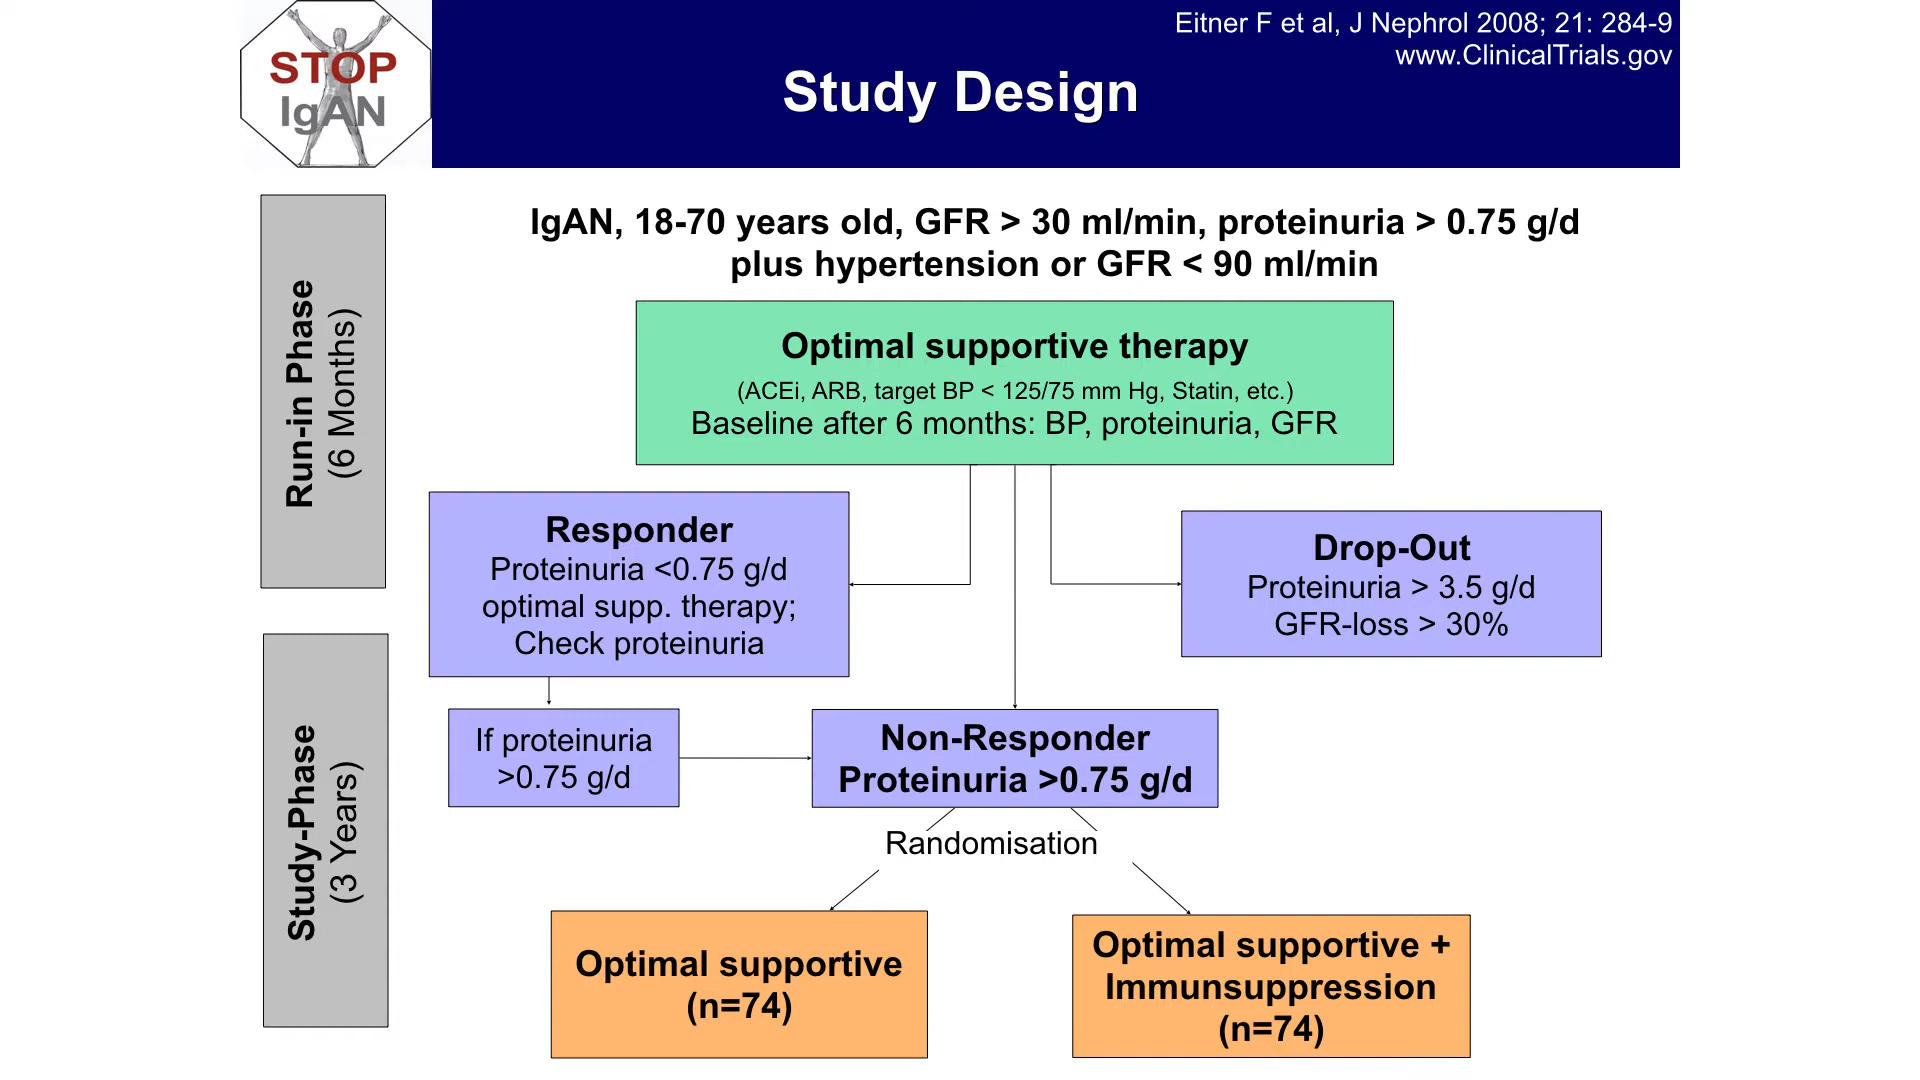 STOP
IgAN
Eitner F et al, J Nephrol 2008; 21: 284-9
www.ClinicalTrials.gov
Study Design
Run-in Phase
(6 Months)
IgAN, 18-70 years old, GFR > 30 ml/min, proteinuria > 0.75 g/d
plus hypertension or GFR < 90 ml/min
Optimal supportive therapy
(ACEi, ARB, target BP < 125/75 mm Hg, Statin, etc.)
Baseline after 6 months: BP, proteinuria, GFR
Responder
Proteinuria <0.75 g/d
optimal supp. therapy;
Check proteinuria
Drop-Out
Proteinuria > 3.5 g/d
GFR-loss > 30%
Study-Phase
(3 Years)
If proteinuria
>0.75 g/d
Non-Responder
Proteinuria >0.75 g/d
Randomisation
Optimal supportive
(n=74)
Optimal supportive +
Immunsuppression
(n=74)